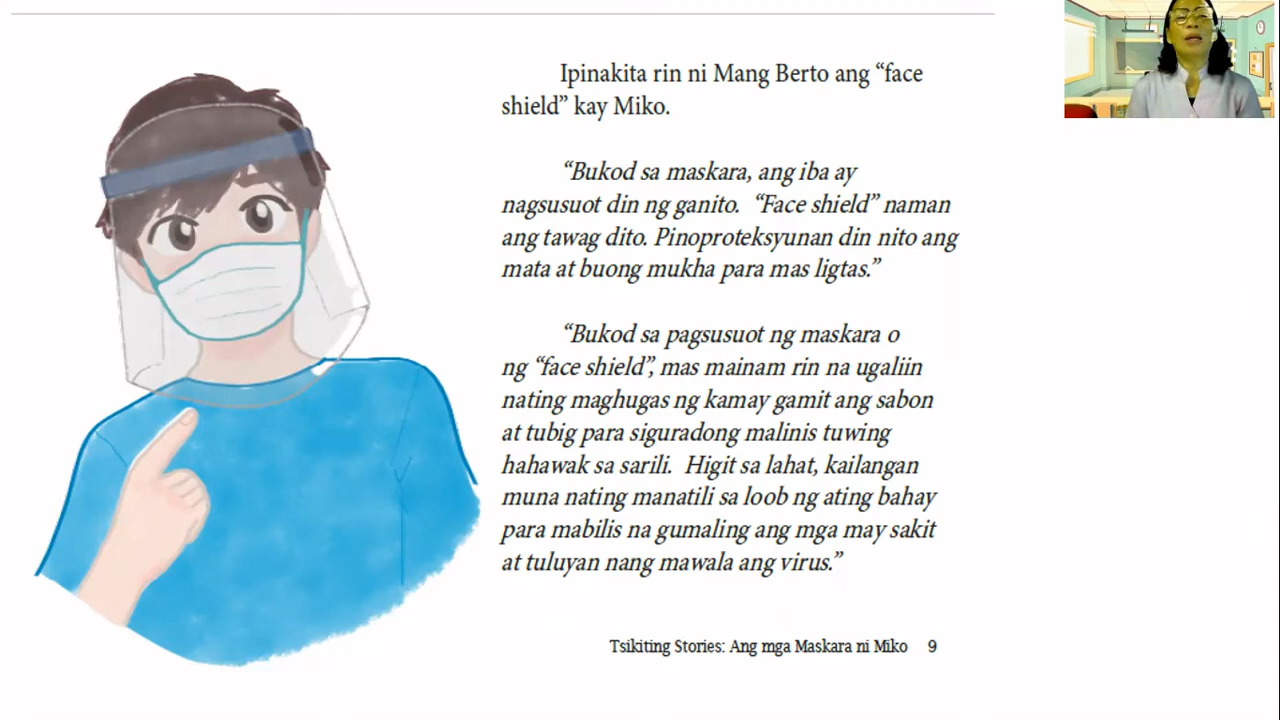 Ipinakita rin ni Mang Berto ang “face
shield” kay Miko.
“Bukod sa maskara, ang iba ay
nagsusuot din ng ganito.  “Face shield” naman
ang tawag dito. Pinoproteksyunan din nito ang
mata at buong mukha para mas ligtas.”
“Bukod sa pagsusuot ng maskara o
ng “face shield”, mas mainam rin na ugaliin
nating maghugas ng kamay gamit ang sabon
at tubig para siguradong malinis tuwing
hahawak sa sarili.  Higit sa lahat, kailangan
muna nating manatili sa loob ng ating bahay
para mabilis na gumaling ang mga may sakit
at tuluyan nang mawala ang virus.”
Tsikiting Stories: Ang mga Maskara ni Miko 9